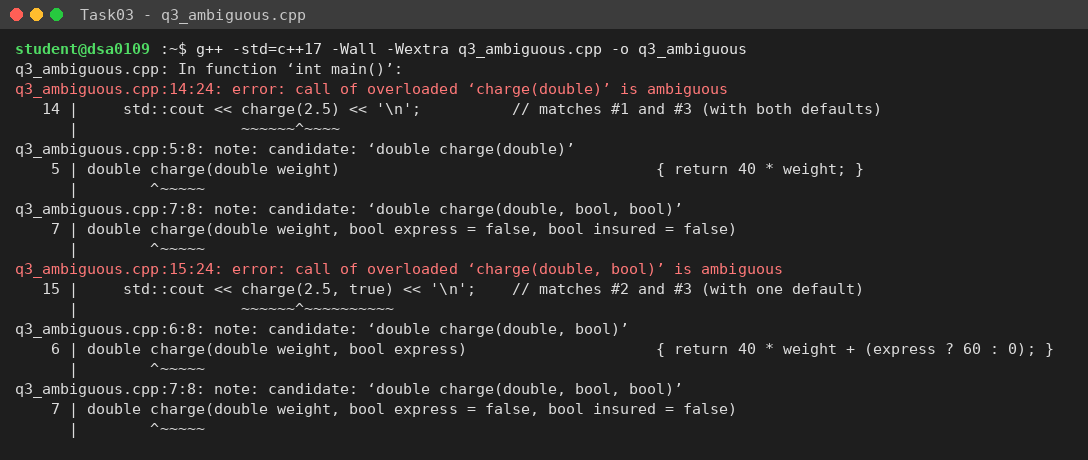 Task03 - q3_ambiguous.cpp
student@dsa0109 :~$ g++ -std=c++17 -Wall -Wextra q3_ambiguous.cpp -o q3_ambiguous
q3_ambiguous.cpp: In function ‘int main()’:
q3_ambiguous.cpp:14:24: error: call of overloaded ‘charge(double)’ is ambiguous
   14 |     std::cout << charge(2.5) << '\n';          // matches #1 and #3 (with both defaults)
      |                  ~~~~~~^~~~~
q3_ambiguous.cpp:5:8: note: candidate: ‘double charge(double)’
    5 | double charge(double weight)                                   { return 40 * weight; }
      |        ^~~~~~
q3_ambiguous.cpp:7:8: note: candidate: ‘double charge(double, bool, bool)’
    7 | double charge(double weight, bool express = false, bool insured = false)
      |        ^~~~~~
q3_ambiguous.cpp:15:24: error: call of overloaded ‘charge(double, bool)’ is ambiguous
   15 |     std::cout << charge(2.5, true) << '\n';    // matches #2 and #3 (with one default)
      |                  ~~~~~~^~~~~~~~~~~
q3_ambiguous.cpp:6:8: note: candidate: ‘double charge(double, bool)’
    6 | double charge(double weight, bool express)                     { return 40 * weight + (express ? 60 : 0); }
      |        ^~~~~~
q3_ambiguous.cpp:7:8: note: candidate: ‘double charge(double, bool, bool)’
    7 | double charge(double weight, bool express = false, bool insured = false)
      |        ^~~~~~